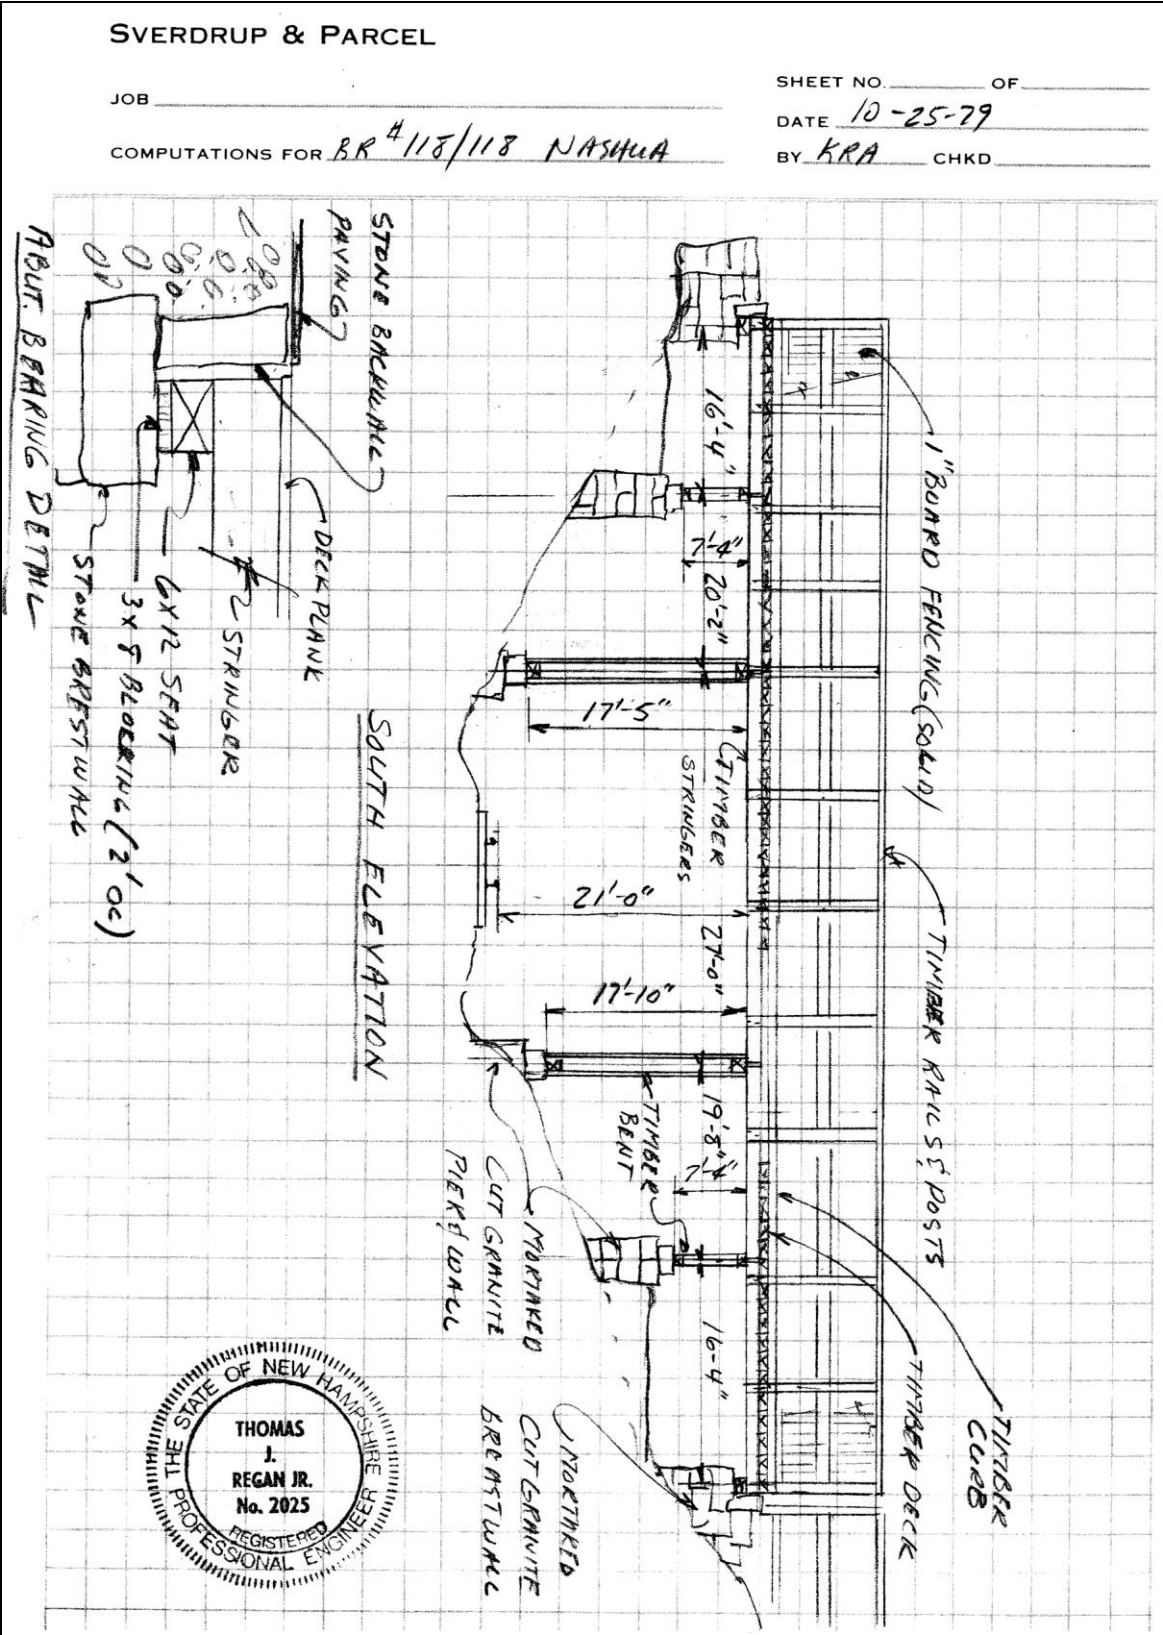 SVERDRUP & PARCEL
SHEET NO. OF
JOB
DATE 10-25-79
COMPUTATIONS FOR BR #118/118 NASHUA
BY KRA CHKD
1" BOARD FENCING (SOLID)
TIMBER RAILS & POSTS
TIMBER
CURB
TIMBER DECK
16'-4"
7'-4"
20'-2"
17'-5"
TIMBER
STRINGERS
21'-0"
27'-0"
17'-10"
19'-8"
7'-4"
TIMBER
BENT
16-4"
MORTARED
CUT GRANITE
PIER & WALL
MORTARED
CUT GRANITE
BREASTWALL
SOUTH ELEVATION
STONE BACKWALL
PAVING
DECK PLANK
STRINGER
6X12 SEAT
3X8 BLOCKING (2'OC)
STONE BRESTWALL
ABUT. BEARING DETAIL
THE STATE OF NEW HAMPSHIRE
THOMAS
J.
REGAN JR.
No. 2025
REGISTERED
PROFESSIONAL ENGINEER